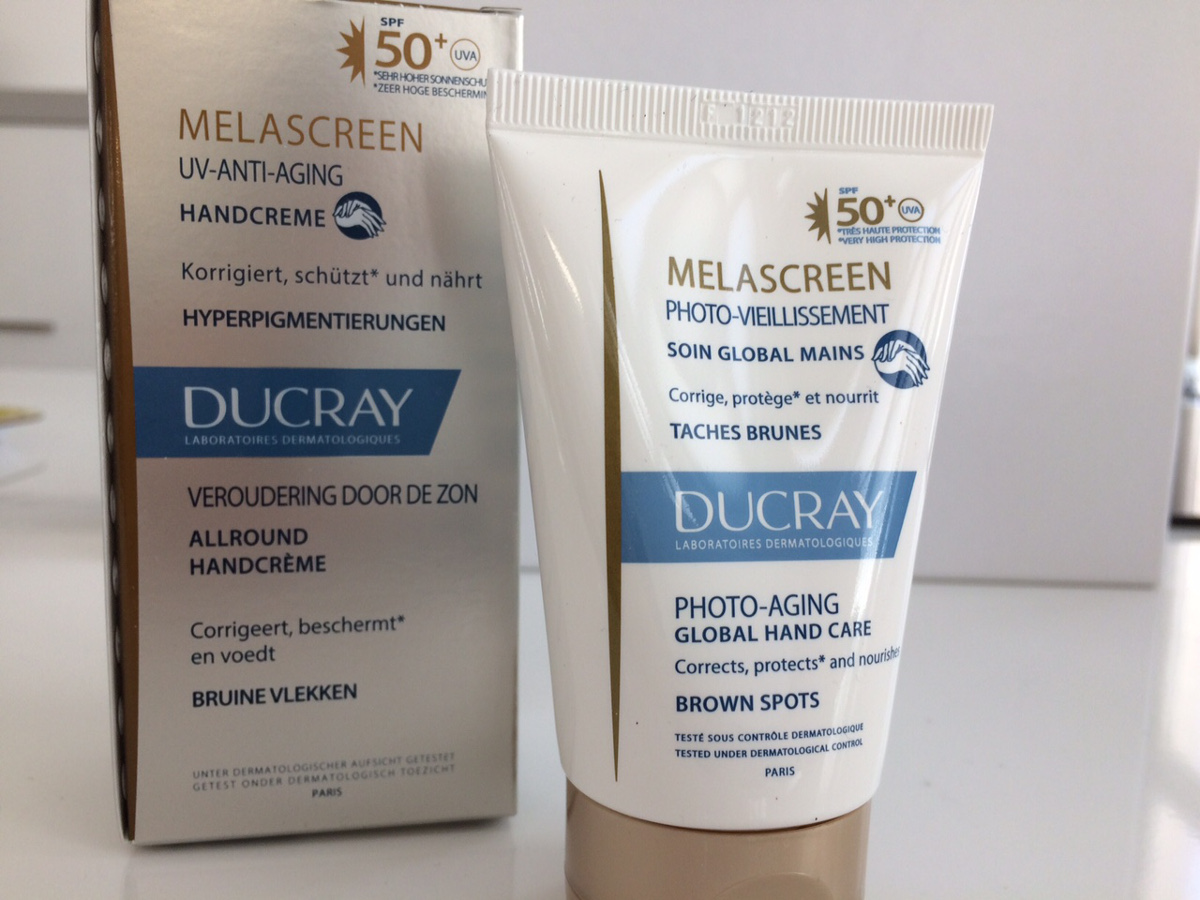 SPF
50+ UVA
*SEHR HOHER
*ZEER HOGE
MELASCREEN
UV-ANTI-AGING
HANDCREME
Korrigiert, schützt* und nährt
HYPERPIGMENTIERUNGEN
DUCRAY
LABORATOIRES DERMATOLOGIQUES
VEROUDERING DOOR DE ZON
ALLROUND
HANDCRÈME
Corrigeert, beschermt*
en voedt
BRUINE VLEKKEN
UNTER DERMATOLOGISCHER AUFSICHT GETESTET
GETEST ONDER DERMATOLOGISCH TOEZICHT
PARIS
1212
SPF
50+ UVA
*TRÈS HAUTE PROTECTION
*VERY HIGH PROTECTION
MELASCREEN
PHOTO-VIEILLISSEMENT
SOIN GLOBAL MAINS
Corrige, protège* et nourrit
TACHES BRUNES
DUCRAY
LABORATOIRES DERMATOLOGIQUES
PHOTO-AGING
GLOBAL HAND CARE
Corrects, protects* and nourishes
BROWN SPOTS
TESTÉ SOUS CONTRÔLE DERMATOLOGIQUE
TESTED UNDER DERMATOLOGICAL CONTROL
PARIS